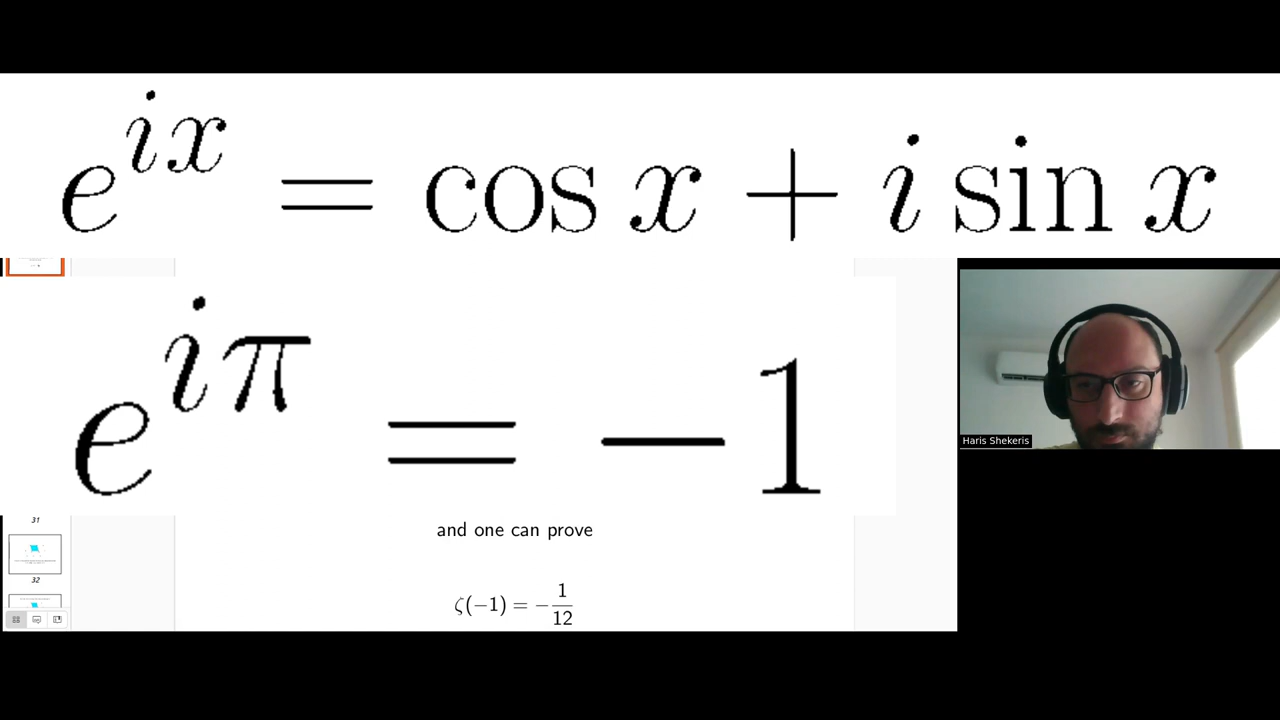 e^{ix} = cos x + i sin x
e^{iπ} = −1
Haris Shekeris
31
and one can prove
32
ζ(−1) = −1/12